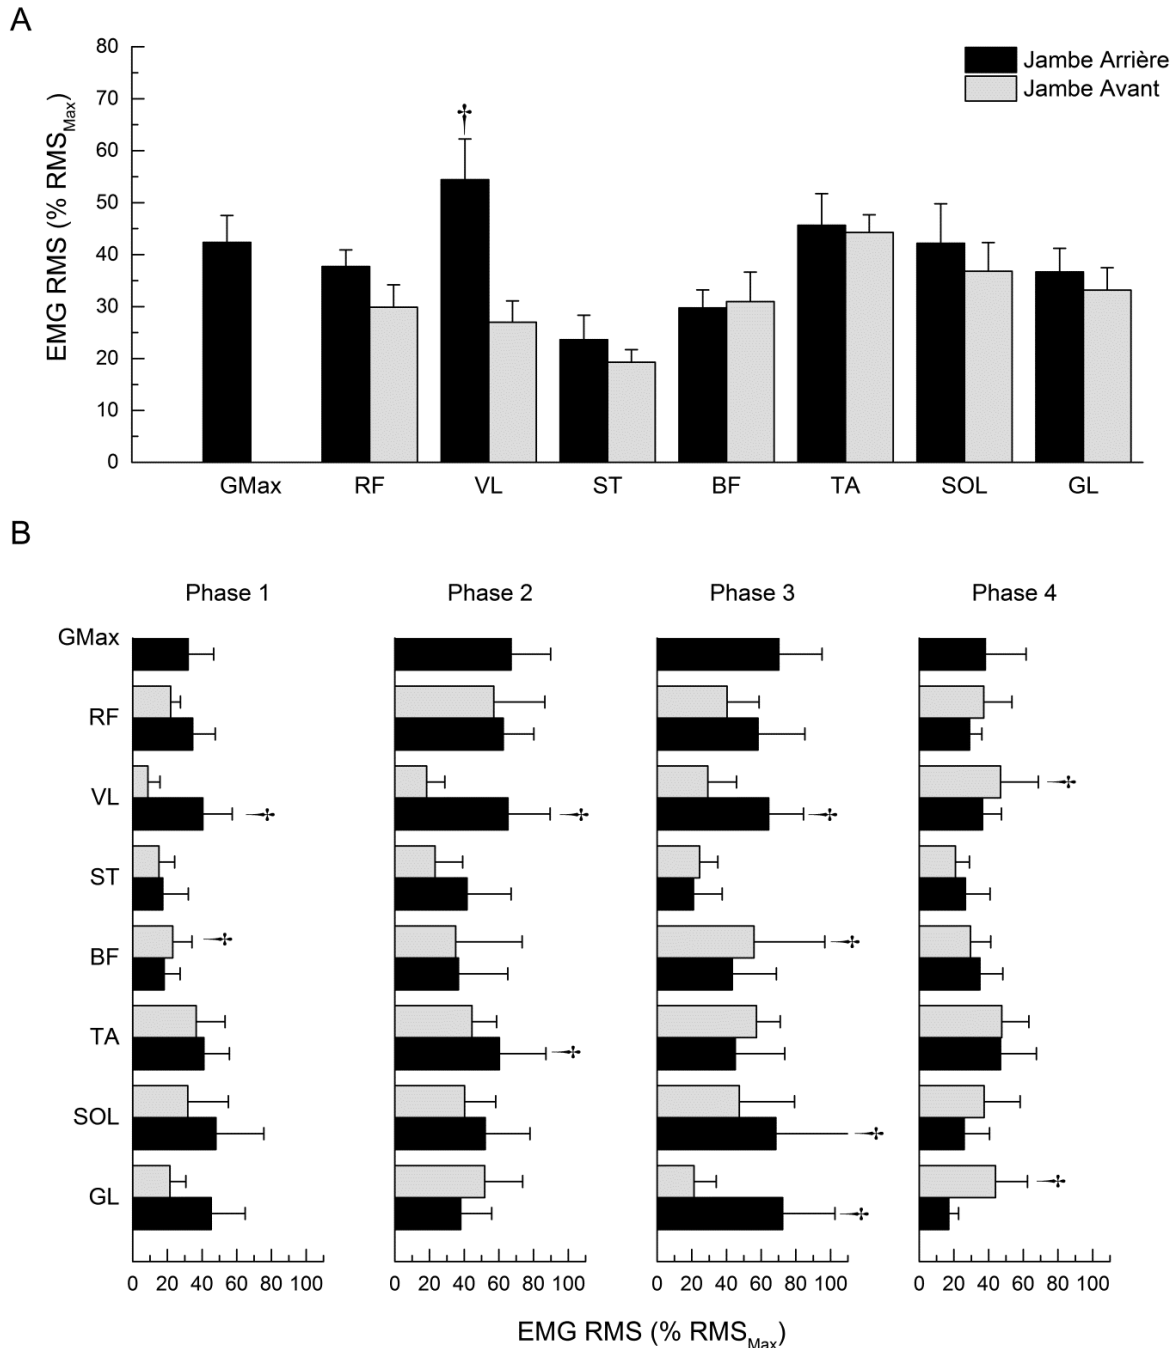 A
80
70
60
50
40
30
20
10
0
EMG RMS (% RMSMax)
†
Jambe Arrière
Jambe Avant
GMax RF VL ST BF TA SOL GL
B
Phase 1 Phase 2 Phase 3 Phase 4
GMax
RF
VL
†
†
†
†
ST
BF
†
†
TA
†
SOL
†
GL
†
†
0 20 40 60 80 100 0 20 40 60 80 100 0 20 40 60 80 100 0 20 40 60 80 100
EMG RMS (% RMSMax)